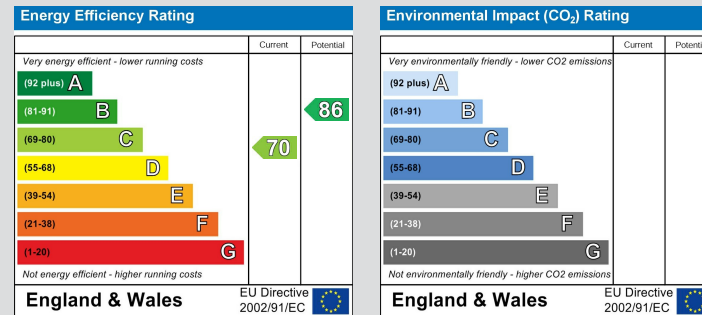 Energy Efficiency Rating
Current Potential
Very energy efficient - lower running costs
(92 plus) A
(81-91) B
(69-80) C
(55-68) D
(39-54) E
(21-38) F
(1-20) G
86
70
Not energy efficient - higher running costs
England & Wales
EU Directive
2002/91/EC
Environmental Impact (CO₂) Rating
Current Potenti
Very environmentally friendly - lower CO2 emissions
(92 plus) A
(81-91) B
(69-80) C
(55-68) D
(39-54) E
(21-38) F
(1-20) G
Not environmentally friendly - higher CO2 emissions
England & Wales
EU Directive
2002/91/EC